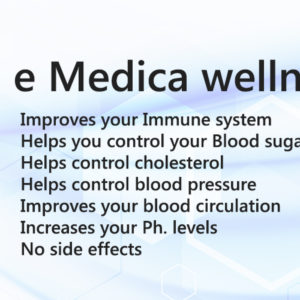 e Medica welln
Improves your Immune system
Helps you control your Blood suga
Helps control cholesterol
Helps control blood pressure
Improves your blood circulation
Increases your Ph. levels
No side effects